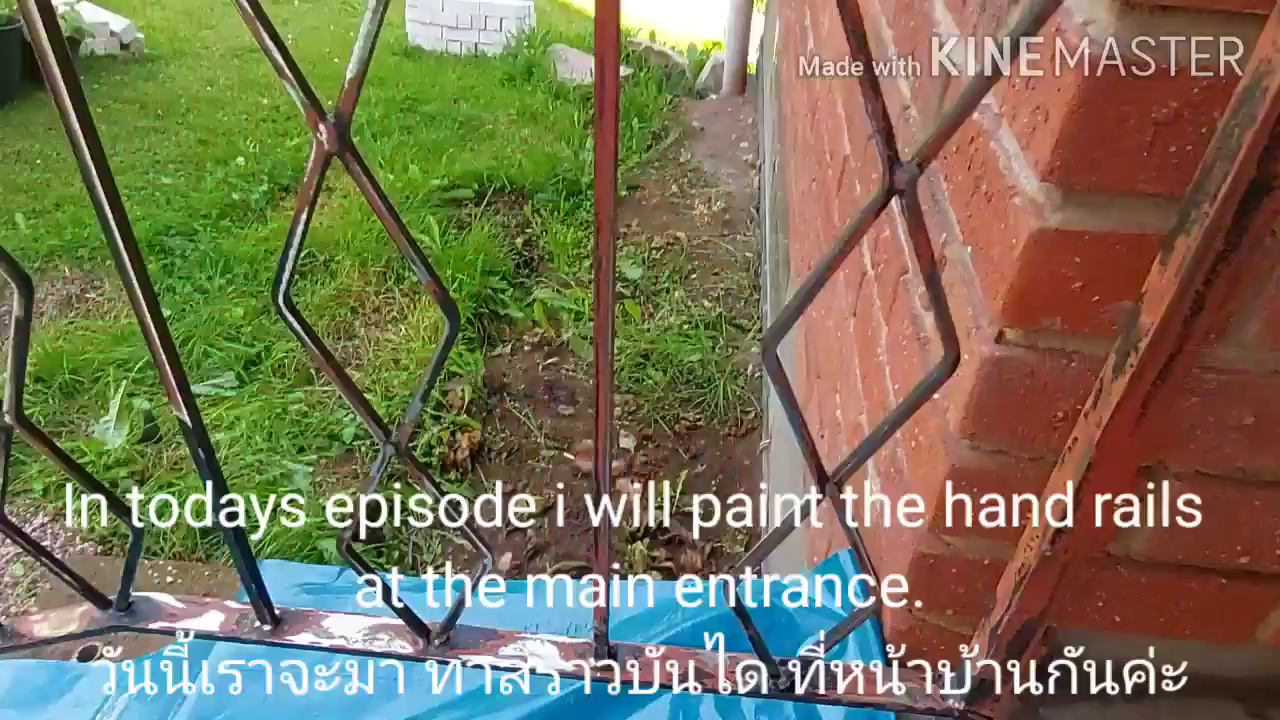 Made with KINEMASTER
In todays episode i will paint the hand rails
at the main entrance.
วันนี้เราจะมา ทาสีราวบันได ที่หน้าบ้านกันค่ะ